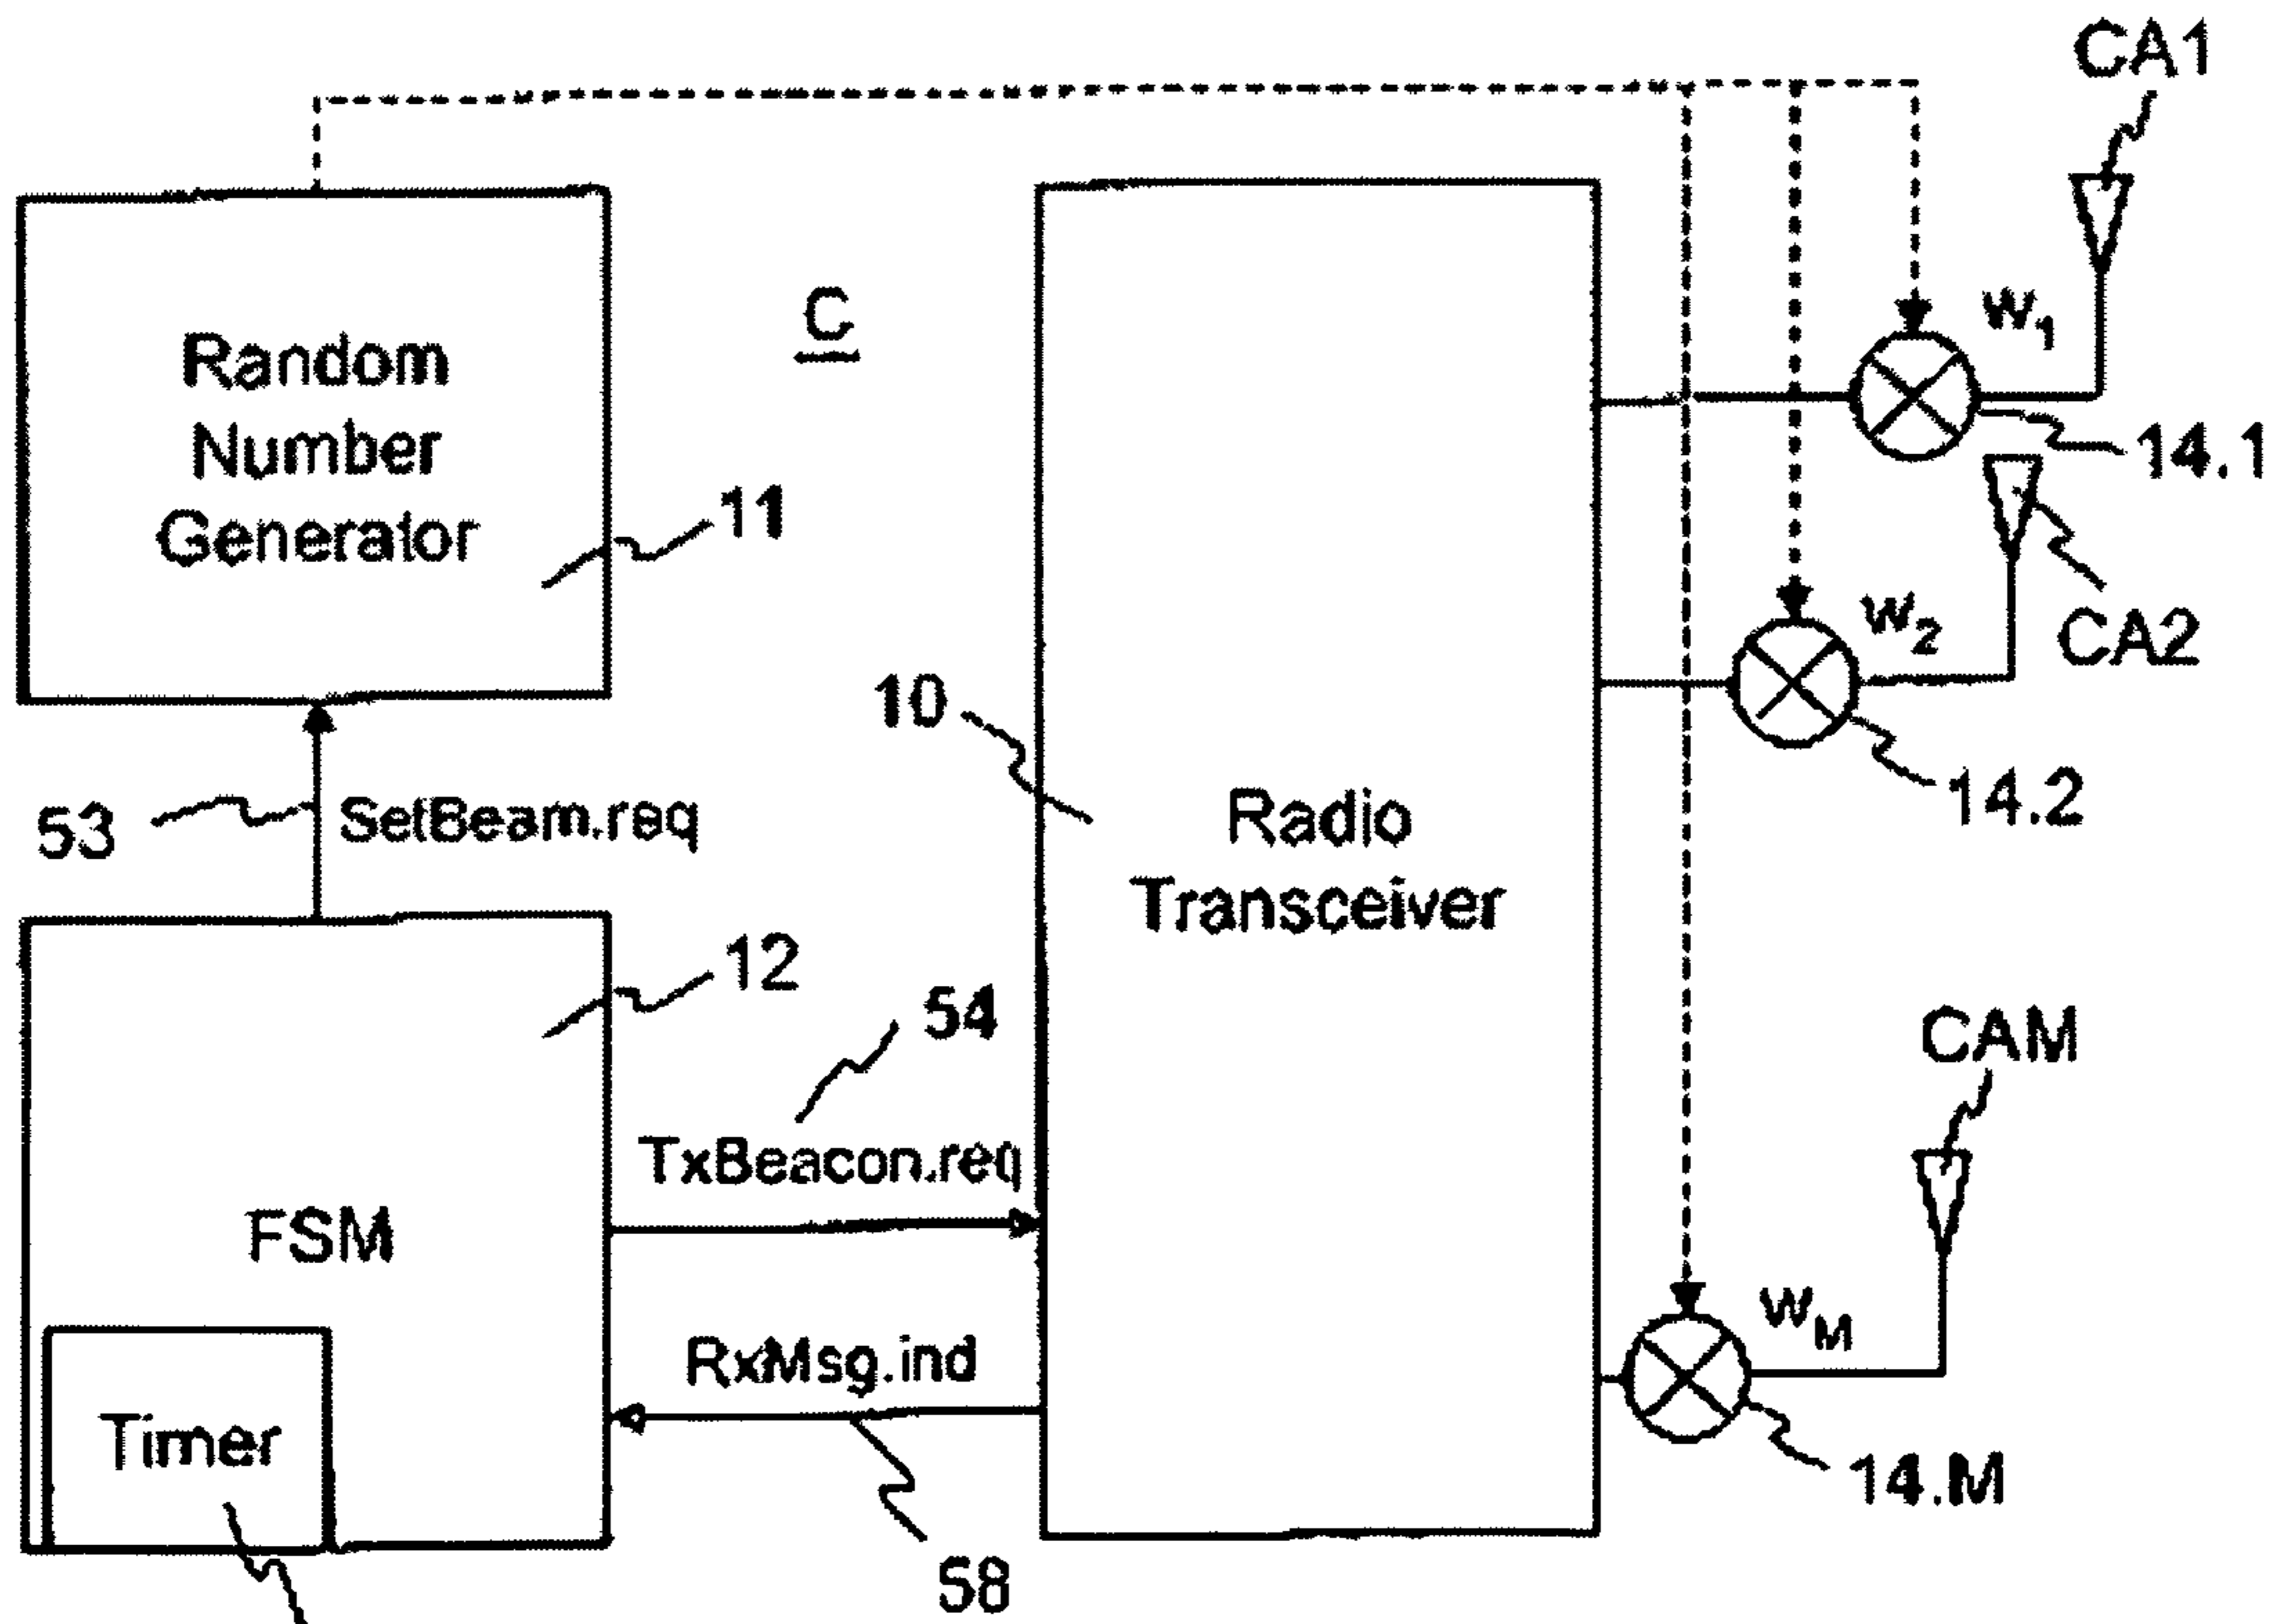 CA1
Random
Number
Generator
11
C
w1
14.1
CA2
w2
14.2
10
53
SetBeam.req
Radio
Transceiver
12
54
TxBeacon.req
CAM
FSM
RxMsg.ind
wM
14.M
Timer
58